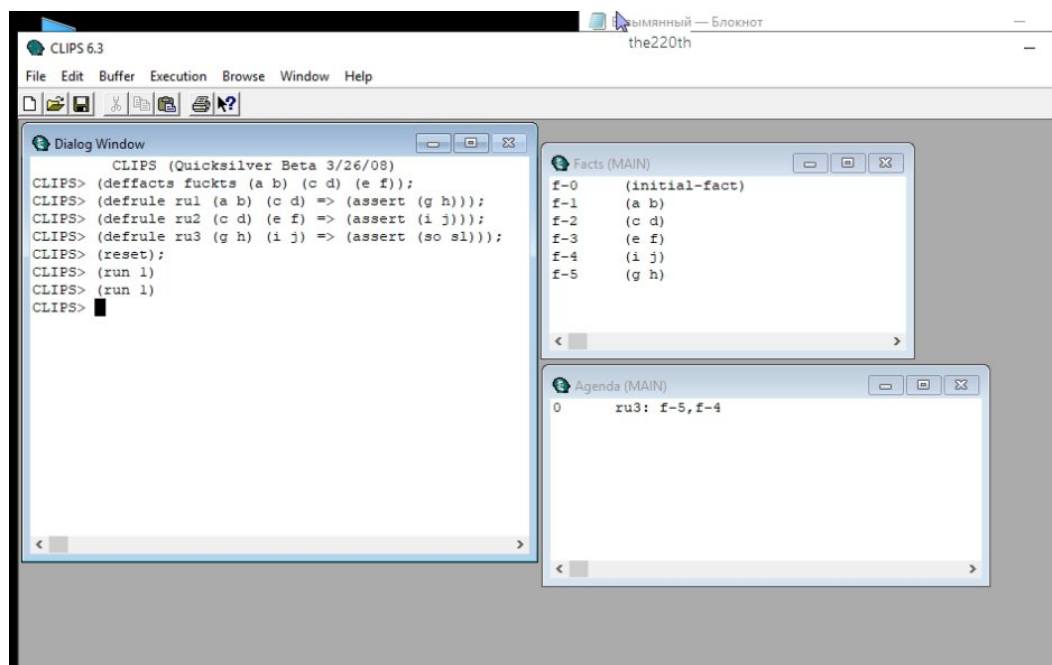 ымянный — Блокнот
the220th
CLIPS 6.3
File Edit Buffer Execution Browse Window Help
Dialog Window
CLIPS (Quicksilver Beta 3/26/08)
CLIPS> (deffacts fuckts (a b) (c d) (e f));
CLIPS> (defrule ru1 (a b) (c d) => (assert (g h)));
CLIPS> (defrule ru2 (c d) (e f) => (assert (i j)));
CLIPS> (defrule ru3 (g h) (i j) => (assert (so sl)));
CLIPS> (reset);
CLIPS> (run 1)
CLIPS> (run 1)
CLIPS>
Facts (MAIN)
f-0 (initial-fact)
f-1 (a b)
f-2 (c d)
f-3 (e f)
f-4 (i j)
f-5 (g h)
Agenda (MAIN)
0 ru3: f-5,f-4